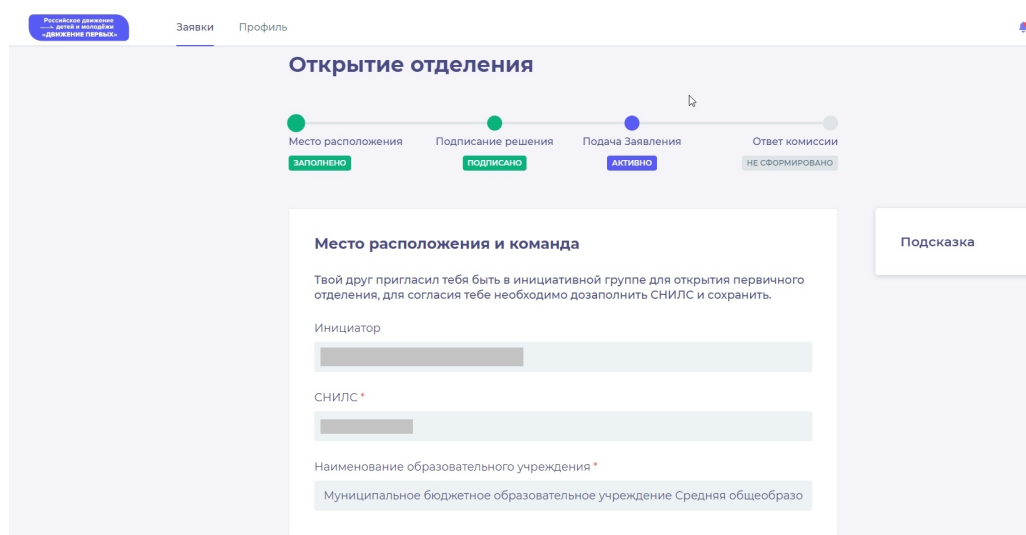 Российское движение
детей и молодёжи
«ДВИЖЕНИЕ ПЕРВЫХ»
Заявки
Профиль
Открытие отделения
Место расположения
Подписание решения
Подача Заявления
Ответ комиссии
ЗАПОЛНЕНО
ПОДПИСАНО
АКТИВНО
НЕ СФОРМИРОВАНО
Место расположения и команда
Подсказка
Твой друг пригласил тебя быть в инициативной группе для открытия первичного
отделения, для согласия тебе необходимо дозаполнить СНИЛС и сохранить.
Инициатор
СНИЛС *
Наименование образовательного учреждения *
Муниципальное бюджетное образовательное учреждение Средняя общеобразо